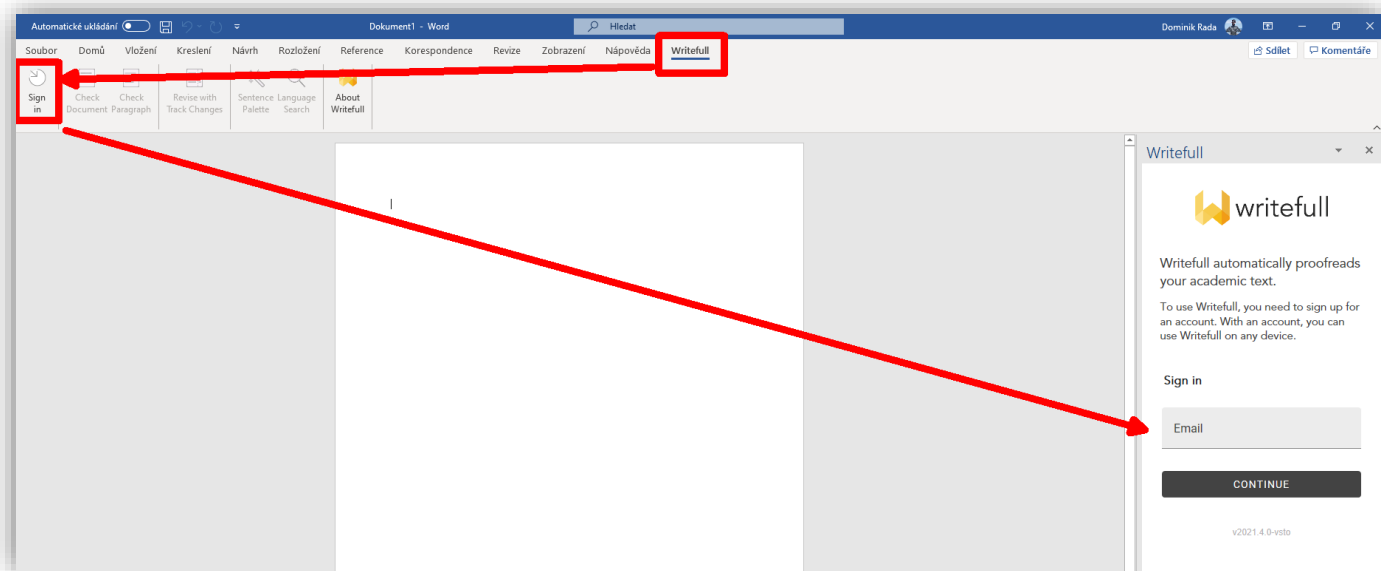 Automatické ukládání
Dokument1 - Word
Hledat
Dominik Rada
Soubor Domů Vložení Kreslení Návrh Rozložení Reference Korespondence Revize Zobrazení Nápověda Writefull
Sdílet Komentáře
Sign in
Check Document
Check Paragraph
Revise with Track Changes
Sentence Palette
Language Search
About Writefull
Writefull
writefull
Writefull automatically proofreads
your academic text.
To use Writefull, you need to sign up for
an account. With an account, you can
use Writefull on any device.
Sign in
Email
CONTINUE
v2021.4.0-vsto